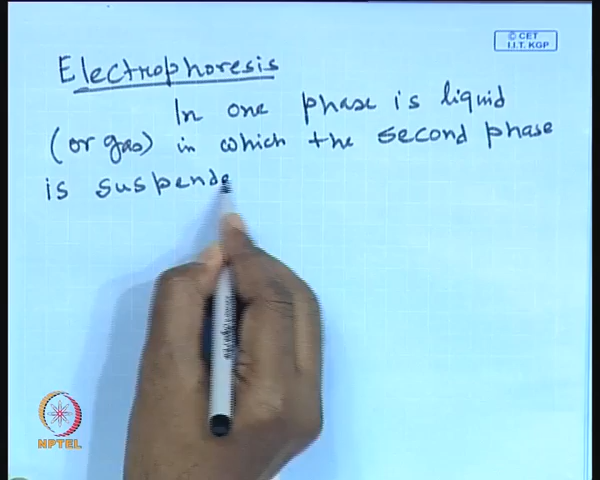 © CET
I.I.T. KGP
Electrophoresis
In one phase is liquid
(or gas) in which the second phase
is suspende
NPTEL